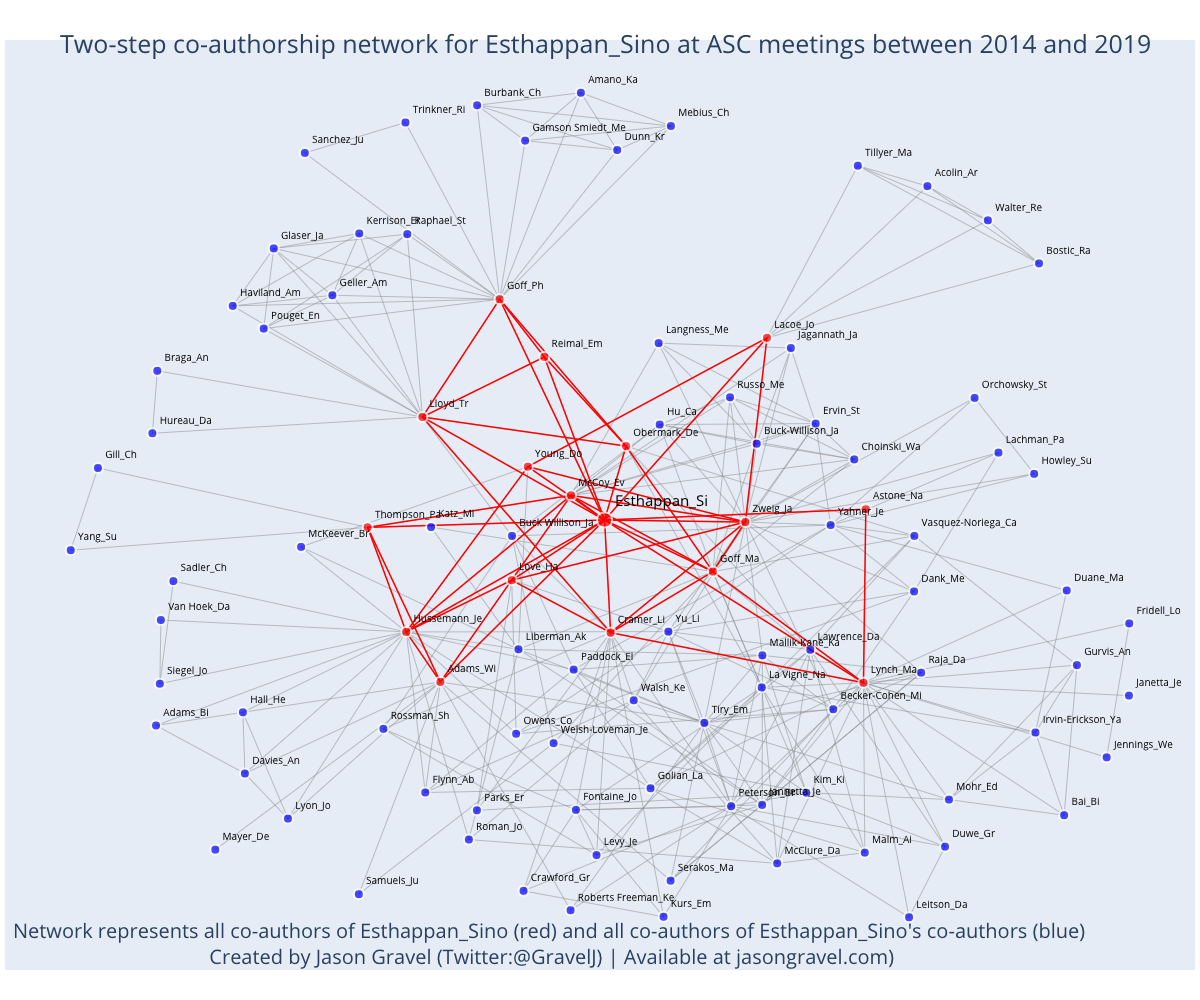 Two-step co-authorship network for Esthappan_Sino at ASC meetings between 2014 and 2019
Amano_Ka
Burbank_Ch
Trinkner_Ri
Mebius_Ch
Gamson Smiedt_Me
Dunn_Kr
Sanchez_Ju
Tillyer_Ma
Acolin_Ar
Walter_Re
Kerrison_Er
Raphael_St
Glaser_Ja
Bostic_Ra
Geller_Am
Goff_Ph
Haviland_Am
Pouget_En
Lacoe_Jo
Langness_Me
Jagannath_Ja
Reimal_Em
Braga_An
Russo_Me
Orchowsky_St
Lloyd_Tr
Hu_Ca
Ervin_St
Hureau_Da
Obermark_De
Buck-Willison_Ja
Lachman_Pa
Choinski_Wa
Young_Do
Gill_Ch
Howley_Su
McCoy_Ev
Astone_Na
Esthappan_Si
Zweig_Ja
Thompson_Pa
Katz_Mi
Yahner_Je
Buck Willison_Ja
Vasquez-Noriega_Ca
McKeever_Br
Yang_Su
Goff_Ma
Love_Ha
Sadler_Ch
Dank_Me
Duane_Ma
Van Hoek_Da
Fridell_Lo
Hussemann_Je
Cramer_Li
Yu_Li
Liberman_Ak
Lawrence_Da
Mallik-Kane_Ka
Paddock_El
Gurvis_An
Siegel_Jo
Adams_Wi
Raja_Da
Lynch_Ma
La Vigne_Na
Janetta_Je
Walsh_Ke
Becker-Cohen_Mi
Hall_He
Adams_Bi
Rossman_Sh
Tiry_Em
Owens_Co
Welsh-Loveman_Je
Irvin-Erickson_Ya
Jennings_We
Davies_An
Flynn_Ab
Golian_La
Kim_Ki
Mohr_Ed
Lyon_Jo
Parks_Er
Fontaine_Jo
Peterson_Br
Jannetta_Je
Bal_Bi
Roman_Jo
Mayer_De
Levy_Je
McClure_Da
Malm_Al
Duwe_Gr
Samuels_Ju
Crawford_Gr
Serakos_Ma
Roberts Freeman_Ke
Kurs_Em
Leitson_Da
Network represents all co-authors of Esthappan_Sino (red) and all co-authors of Esthappan_Sino's co-authors (blue)
Created by Jason Gravel (Twitter:@GravelJ) | Available at jasongravel.com)